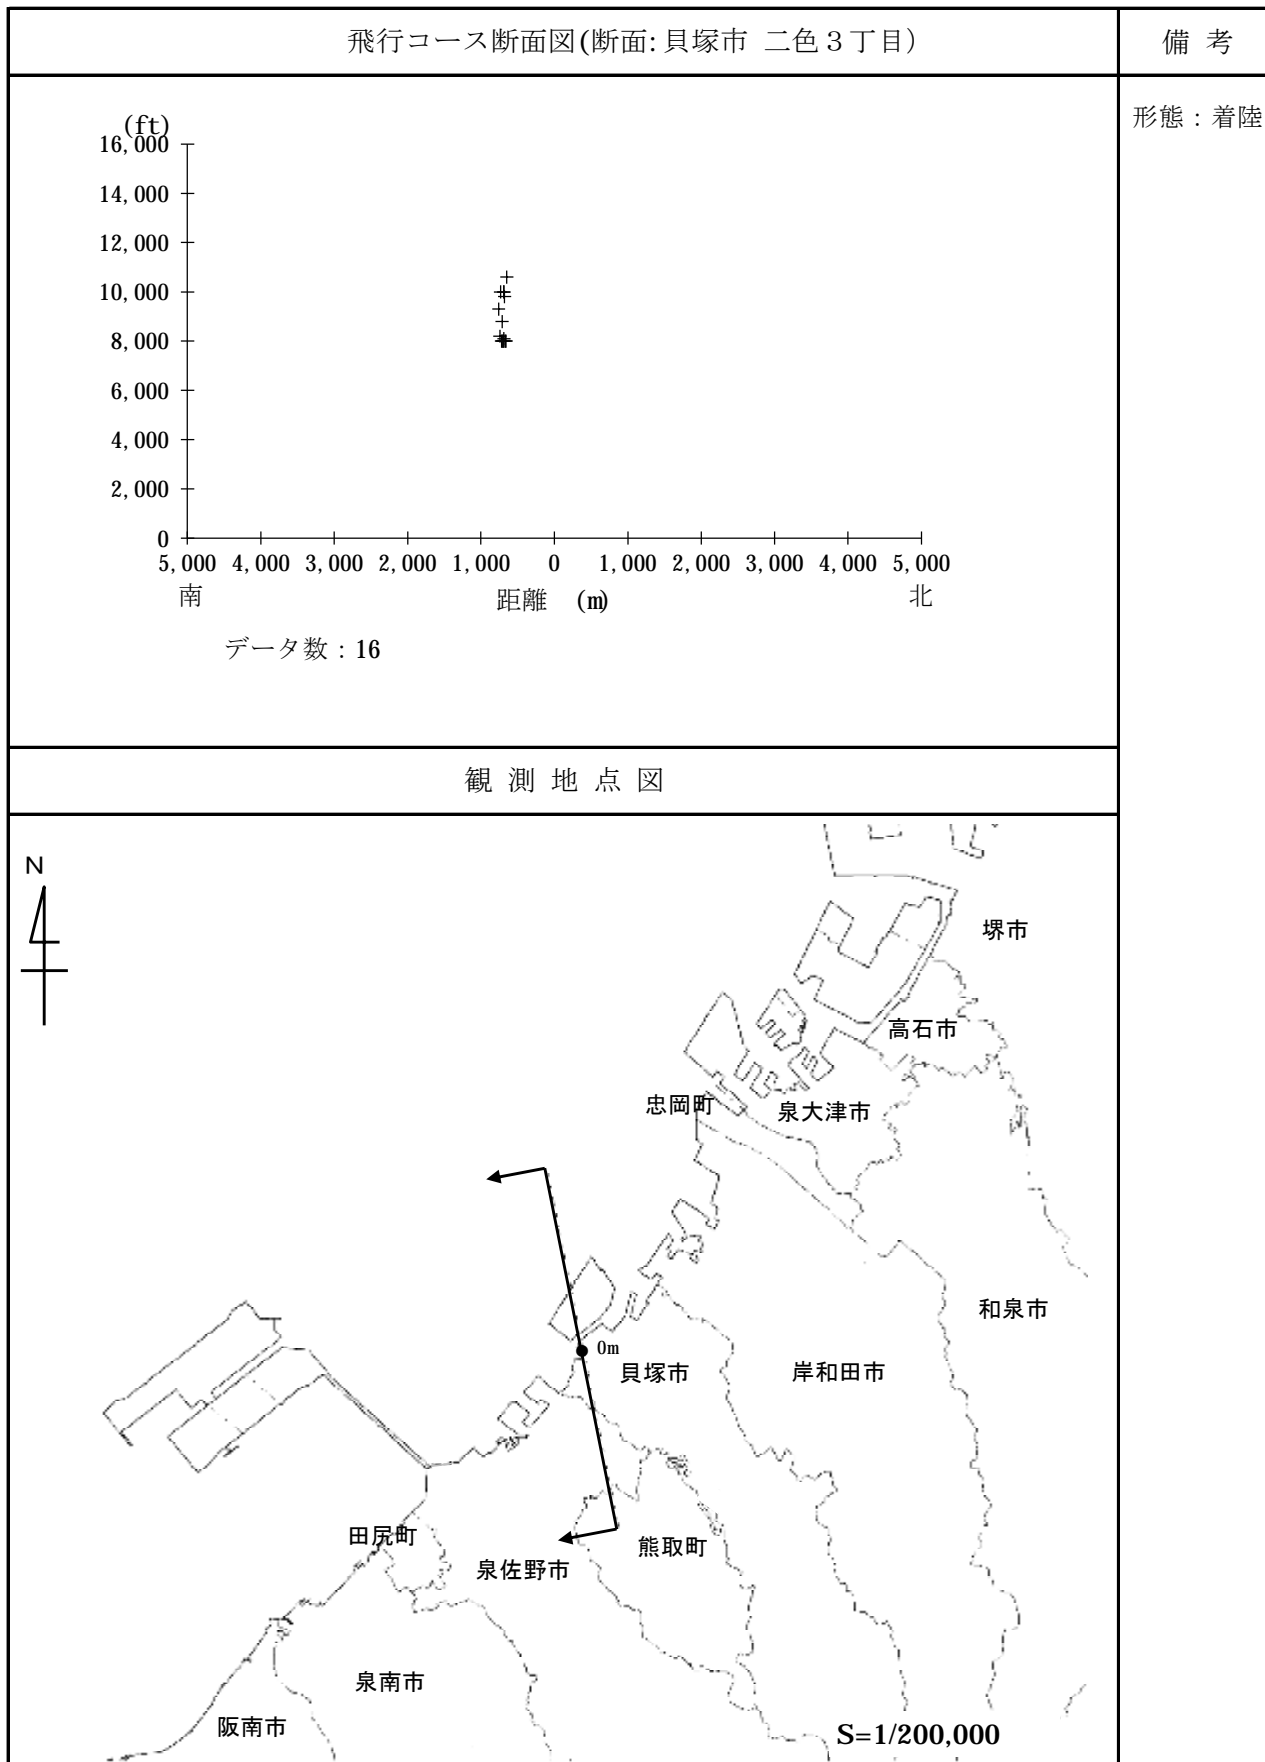 飛行コース断面図(断面:貝塚市 二色３丁目)
備 考
形態：着陸
(ft)
16,000
14,000
12,000
10,000
8,000
6,000
4,000
2,000
0
5,000 4,000 3,000 2,000 1,000 0 1,000 2,000 3,000 4,000 5,000
南 距離 (m) 北
データ数：16
観 測 地 点 図
N
堺市
高石市
忠岡町
泉大津市
和泉市
0m
貝塚市
岸和田市
田尻町
熊取町
泉佐野市
泉南市
阪南市
S=1/200,000